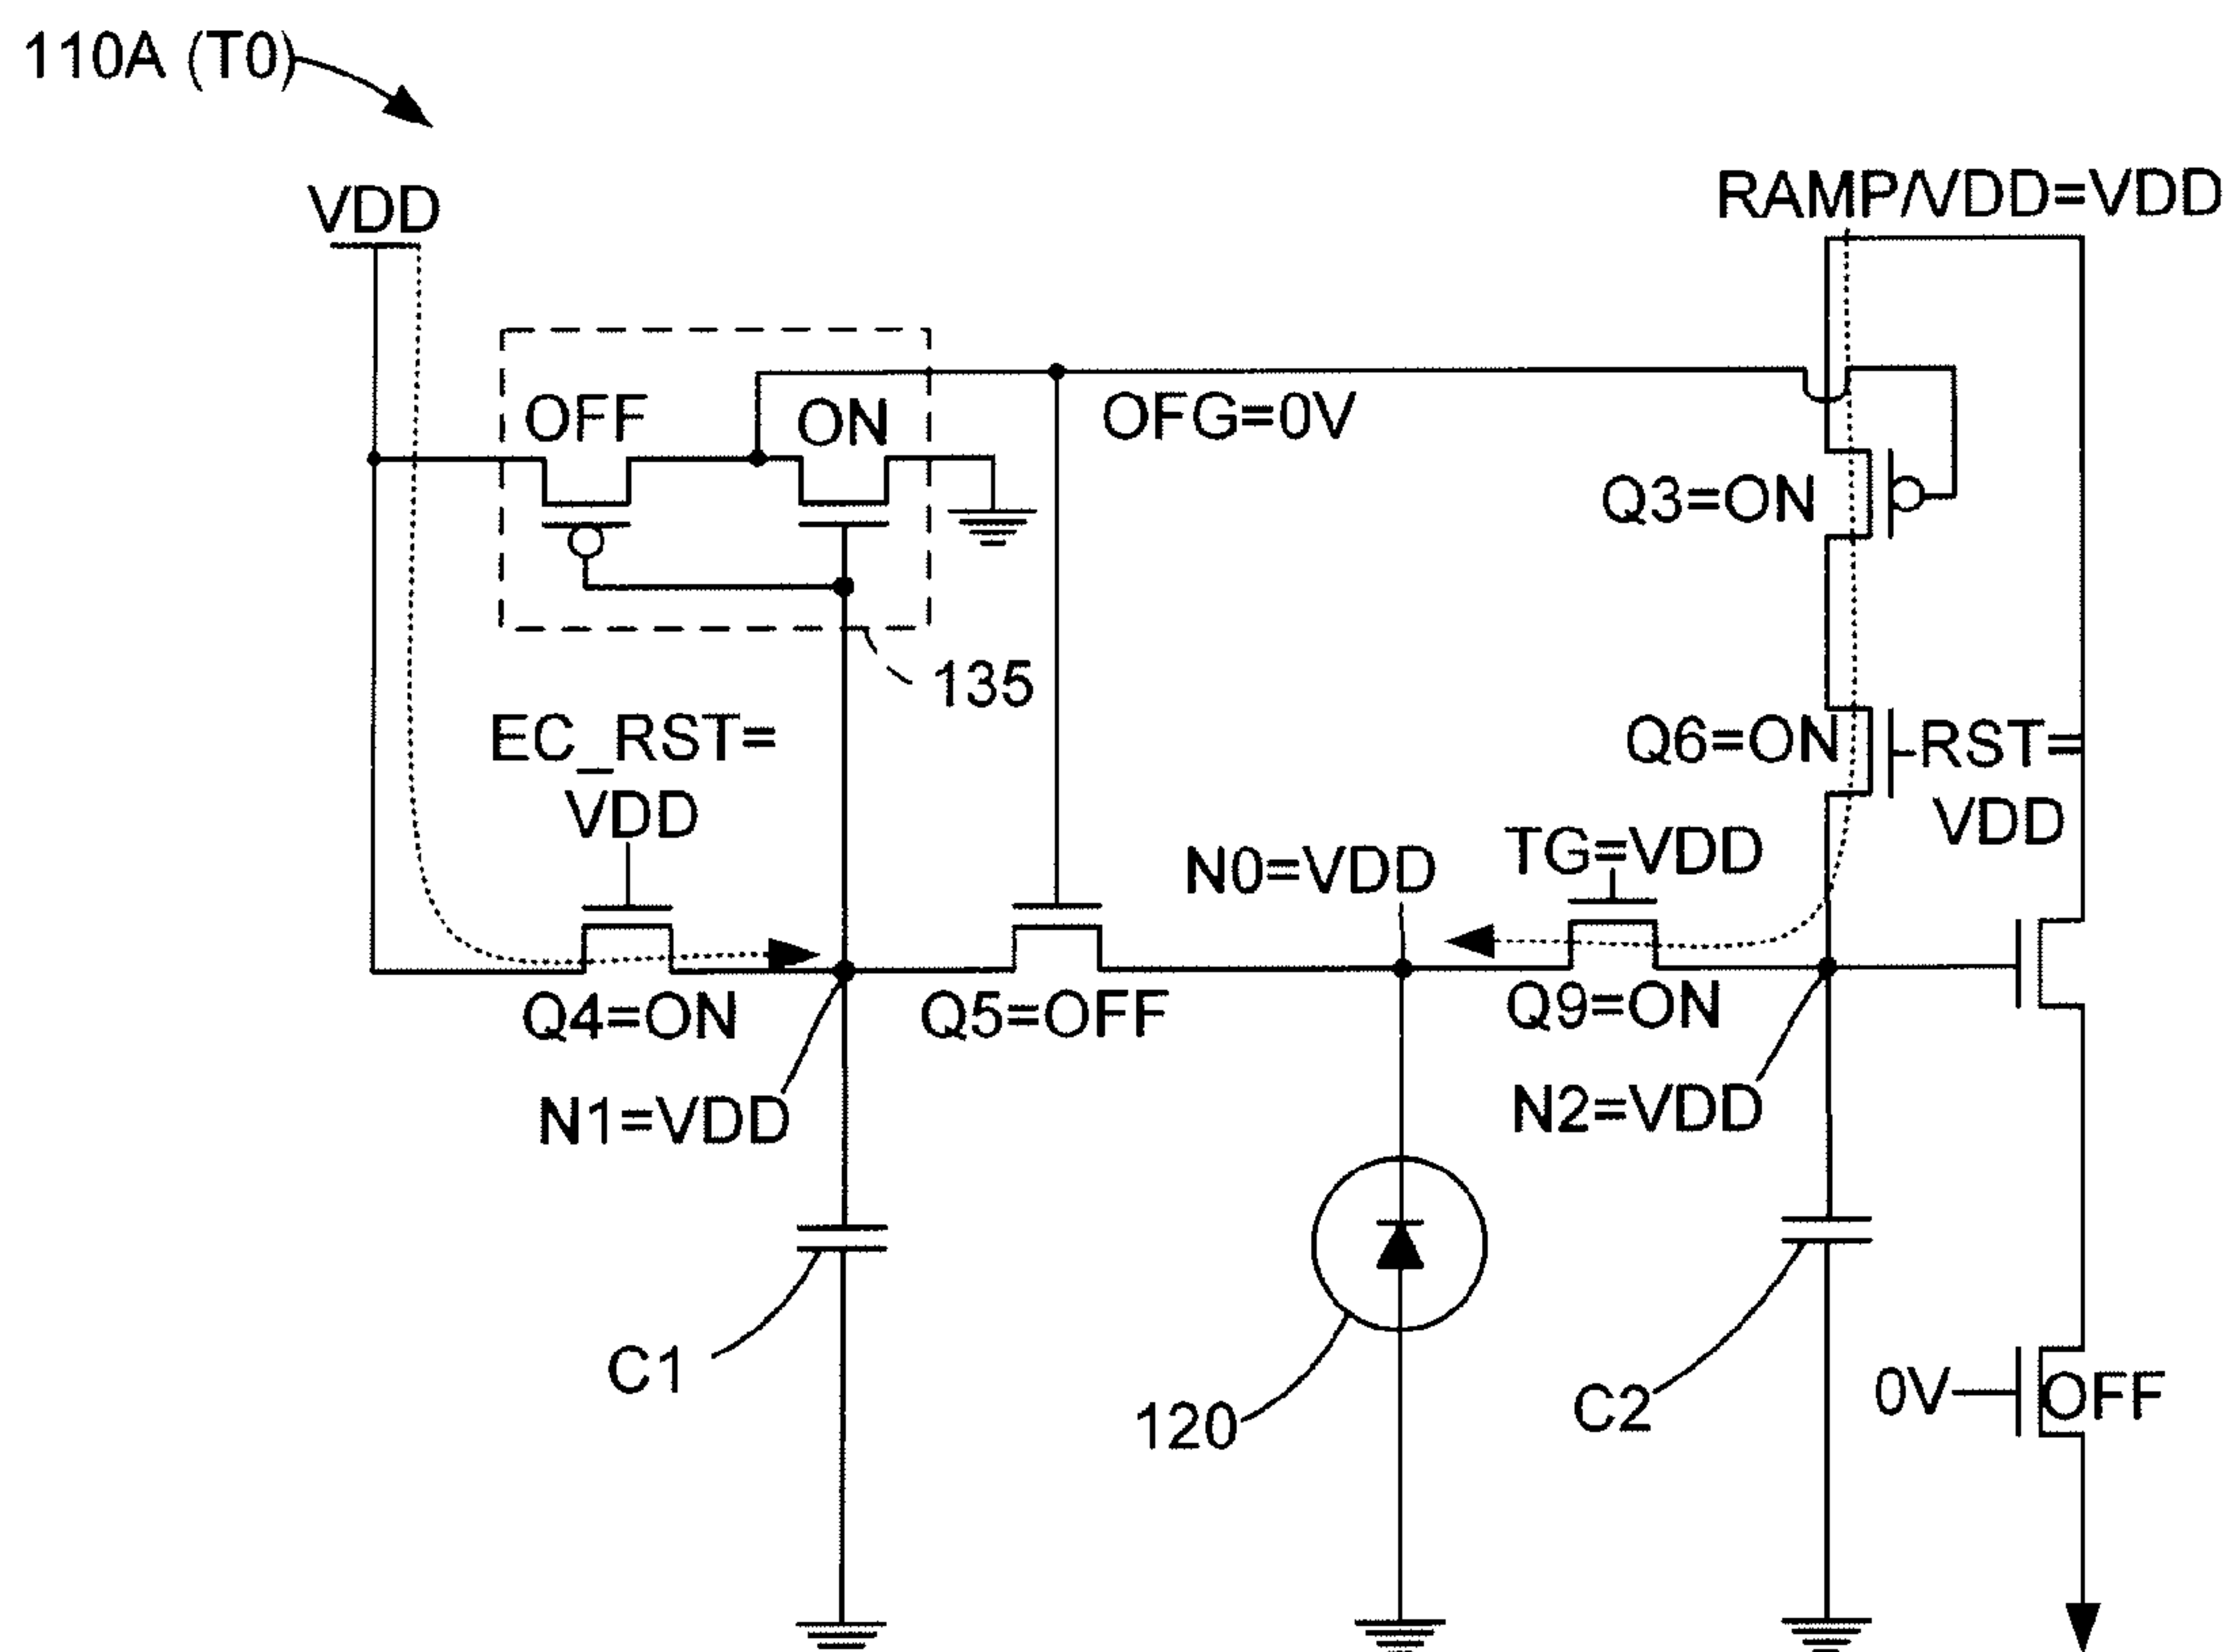 110A (T0)
VDD
RAMP/VDD=VDD
OFF
ON
OFG=0V
Q3=ON
135
EC_RST=
VDD
Q6=ON
RST=
VDD
TG=VDD
N0=VDD
Q4=ON
Q5=OFF
Q9=ON
N1=VDD
N2=VDD
C1
120
C2
0V
OFF